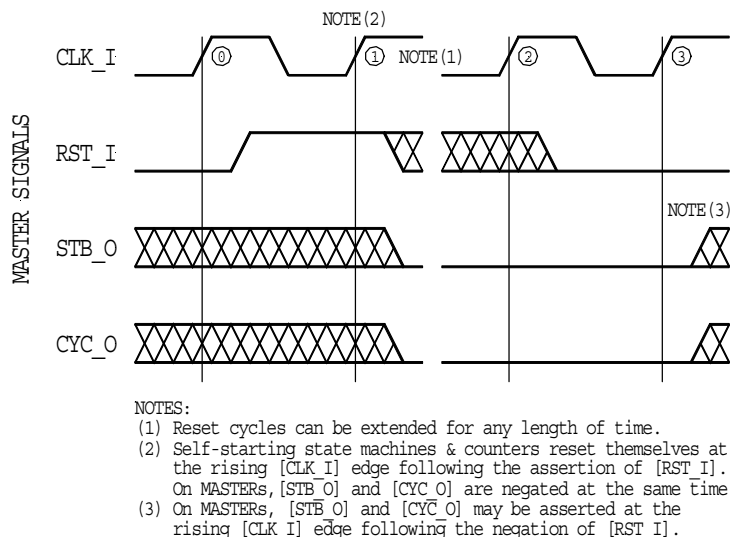 NOTE(2)
CLK_I
0
1
NOTE(1)
2
3
MASTER SIGNALS
RST_I
NOTE(3)
STB_O
CYC_O
NOTES:
(1) Reset cycles can be extended for any length of time.
(2) Self-starting state machines & counters reset themselves at
the rising [CLK_I] edge following the assertion of [RST_I].
On MASTERs,[STB_O] and [CYC_O] are negated at the same time
(3) On MASTERs, [STB_O] and [CYC_O] may be asserted at the
rising [CLK_I] edge following the negation of [RST_I].